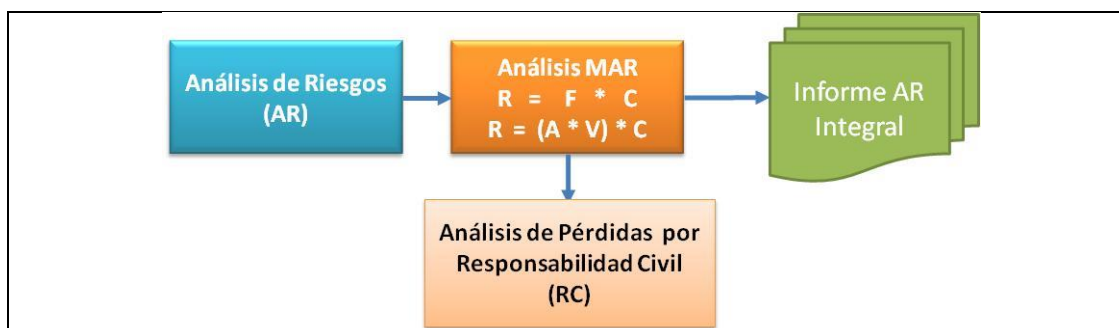 Análisis de Riesgos
(AR)
Análisis MAR
R = F * C
R = (A * V) * C
Informe AR
Integral
Análisis de Pérdidas por
Responsabilidad Civil
(RC)